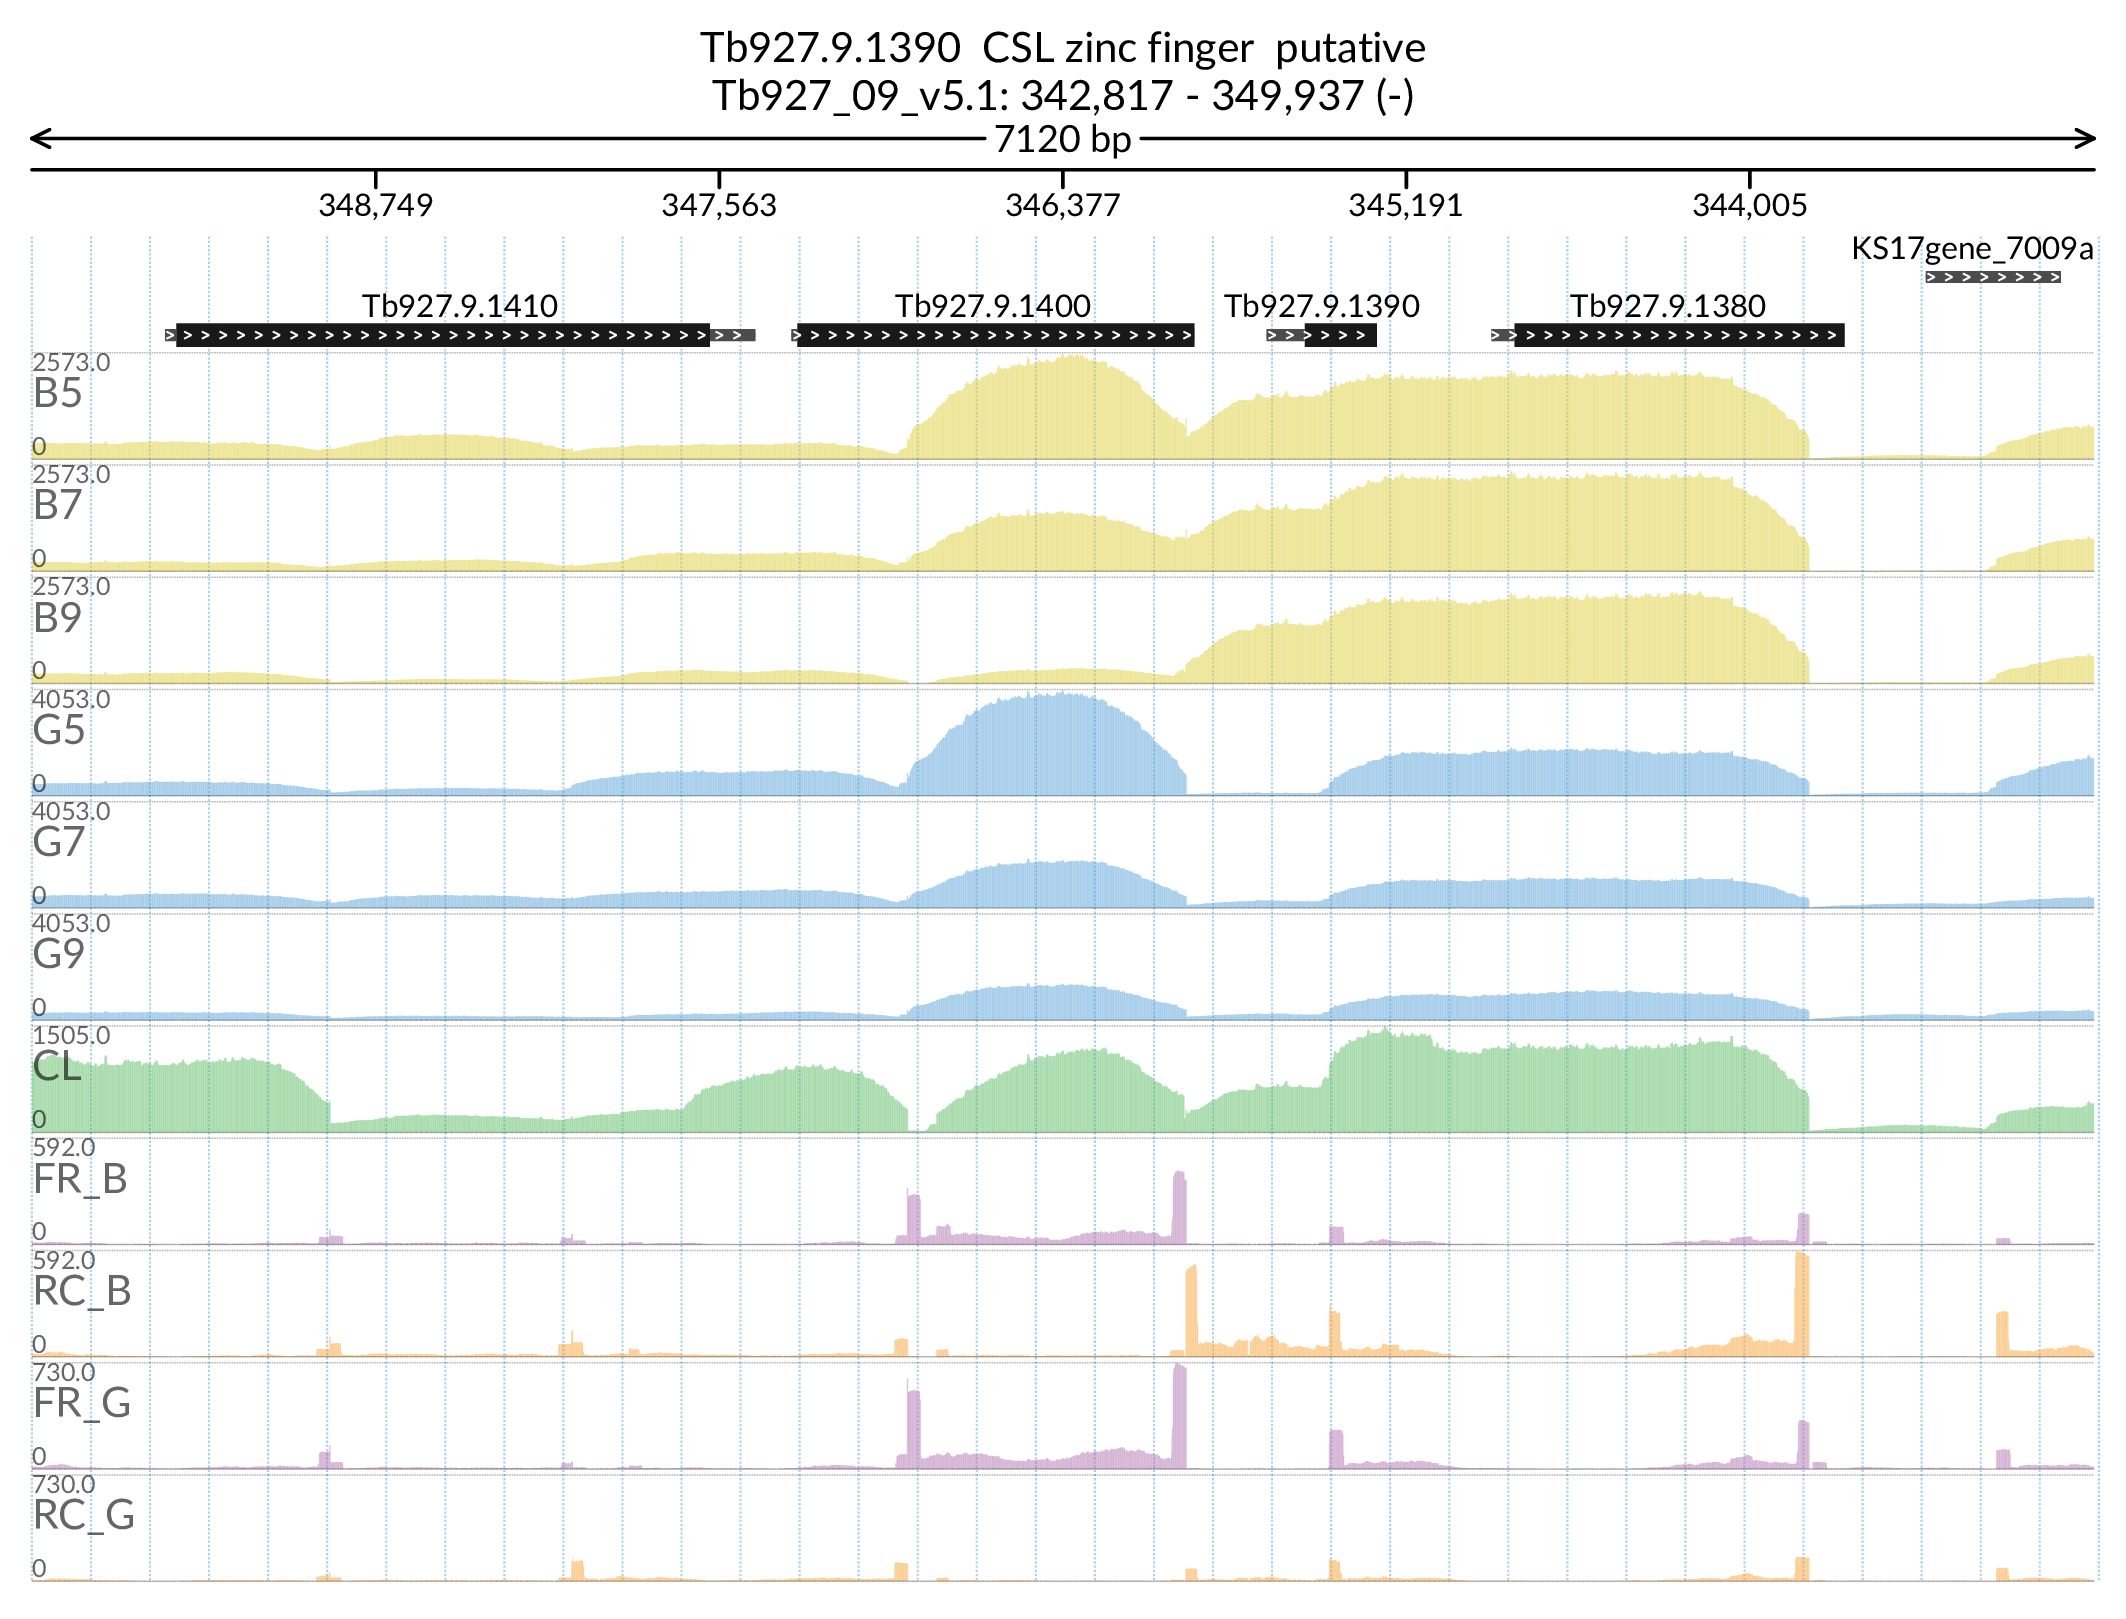 Tb927.9.1390  CSL zinc finger  putative
Tb927_09_v5.1: 342,817 - 349,937 (-)
7120 bp
348,749 347,563 346,377 345,191 344,005
KS17gene_7009a
Tb927.9.1410 Tb927.9.1400 Tb927.9.1390 Tb927.9.1380
2573.0
B5
0
2573.0
B7
0
2573.0
B9
0
4053.0
G5
0
4053.0
G7
0
4053.0
G9
0
1505.0
CL
0
592.0
FR_B
0
592.0
RC_B
0
730.0
FR_G
0
730.0
RC_G
0